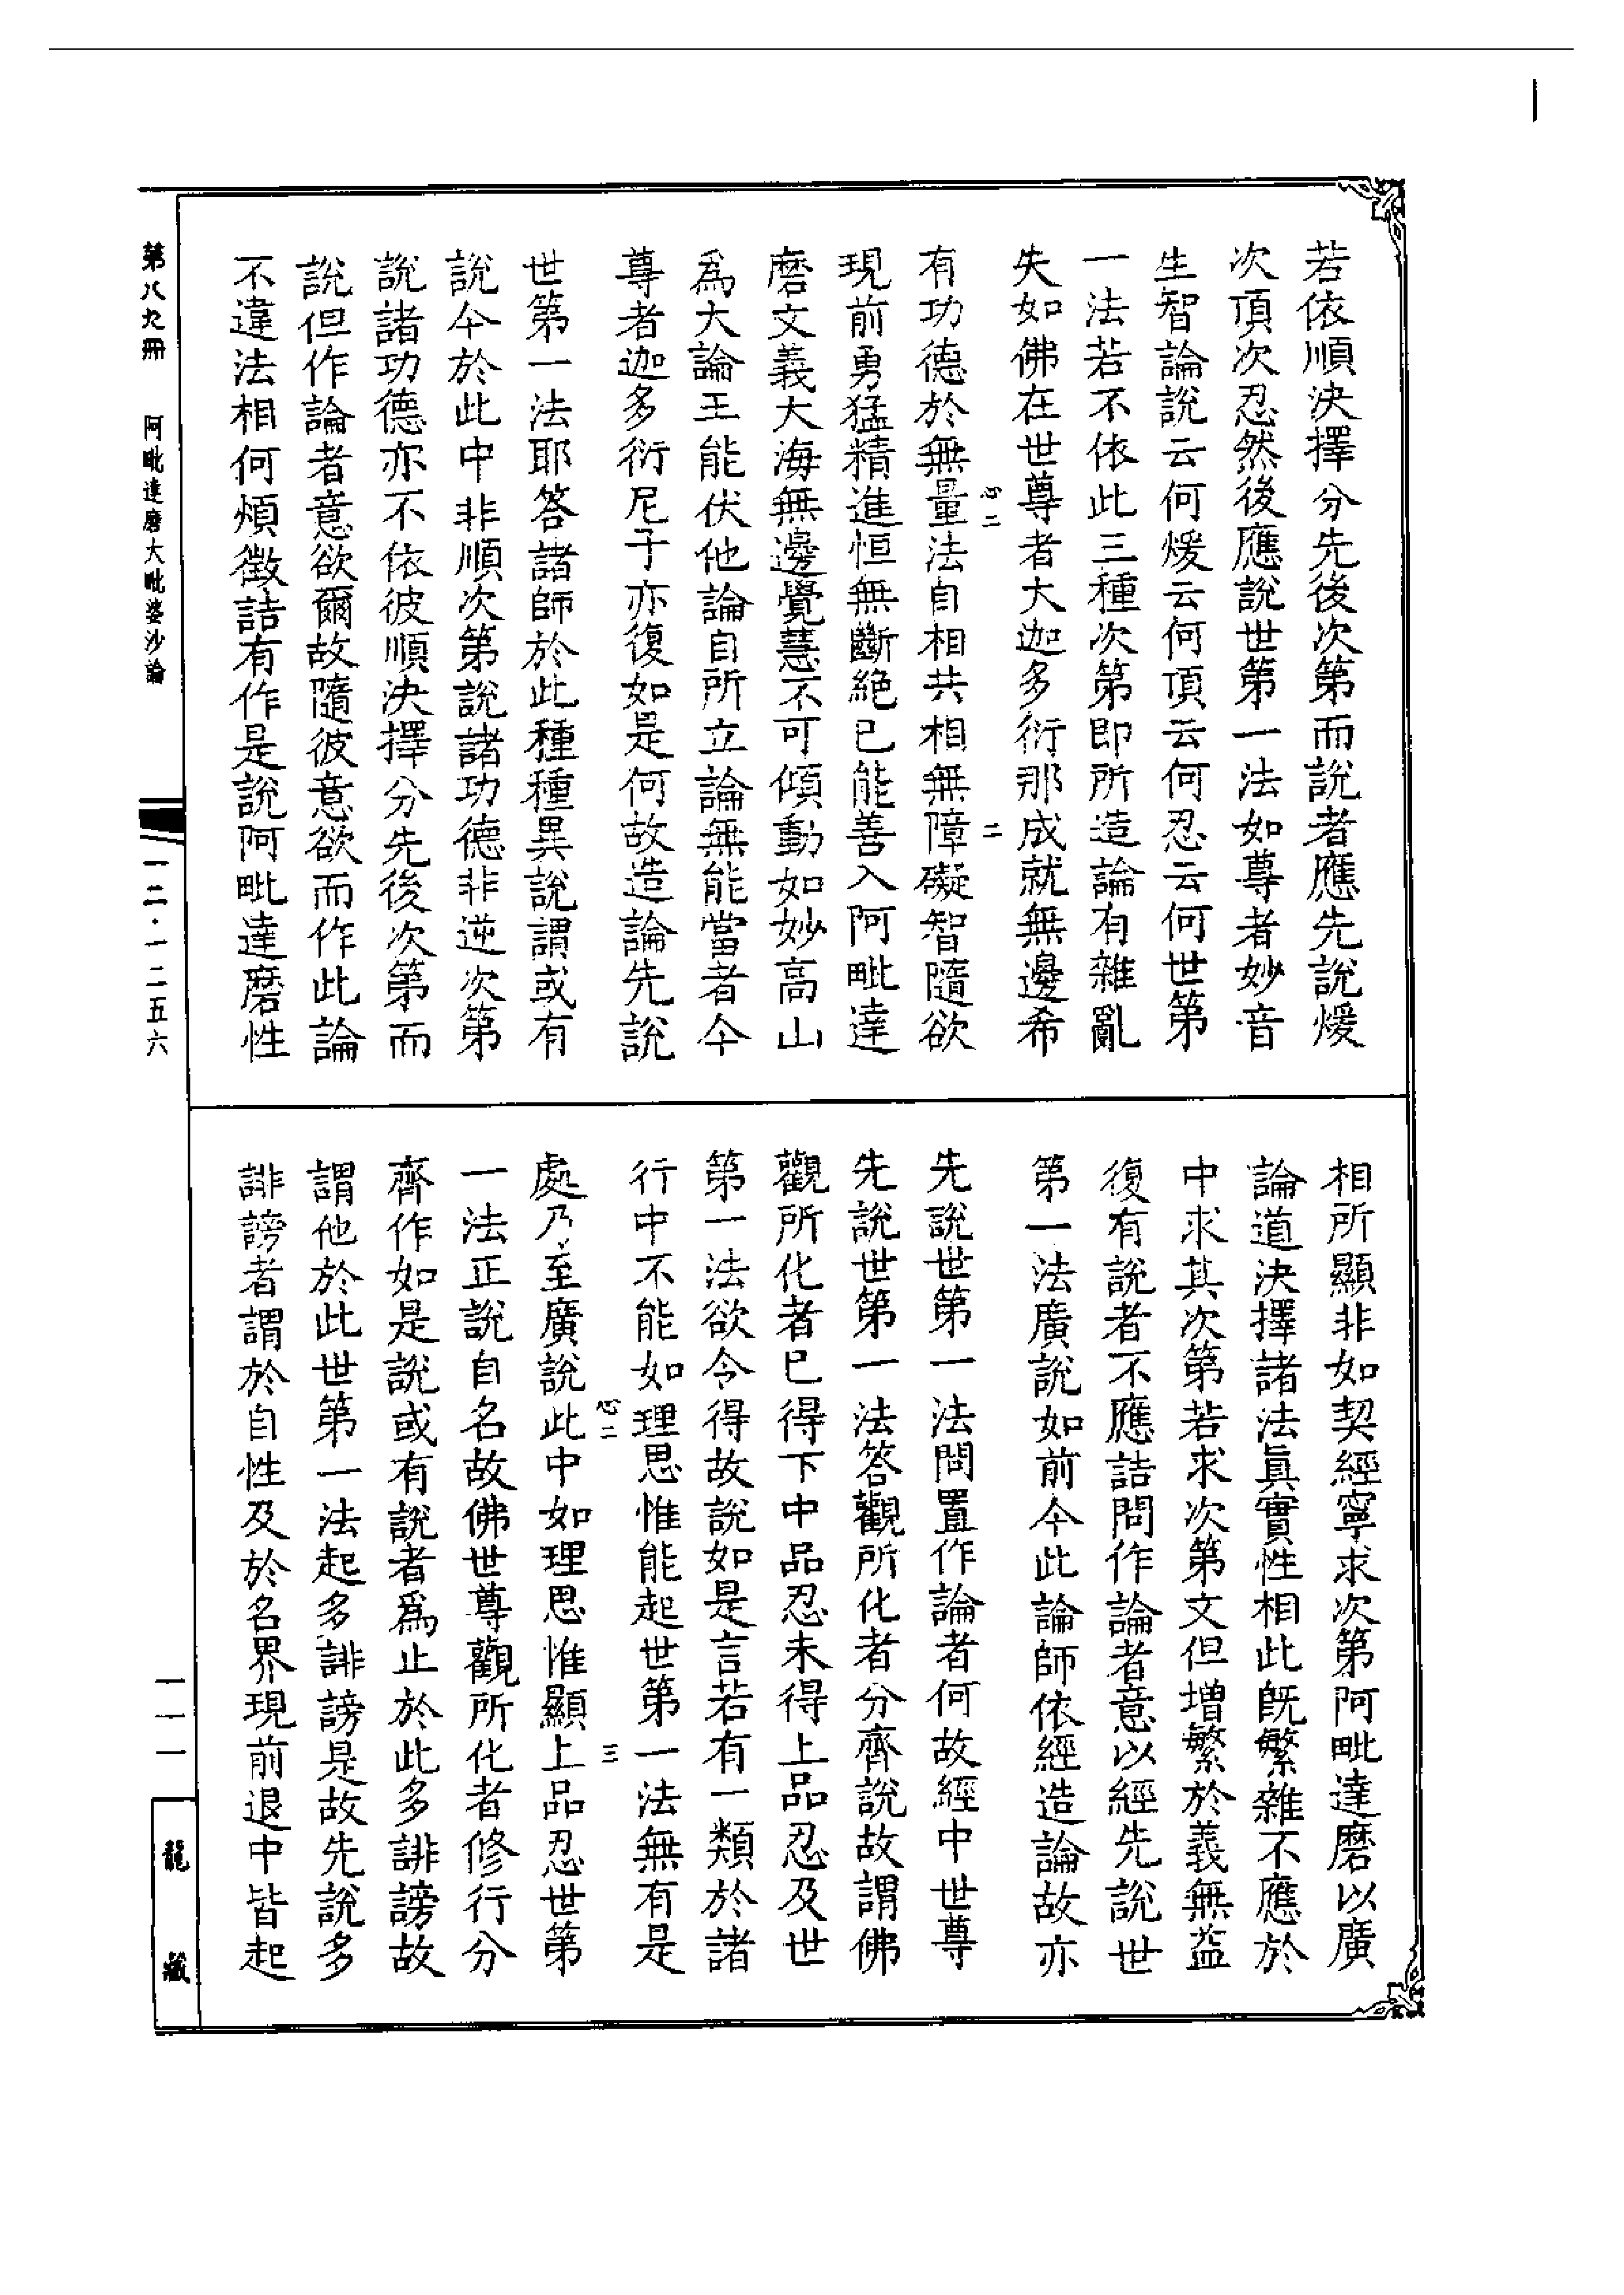 若依順決擇分先後次第而說者應先說煖
次頂次忍然後應說世第一法如尊者妙音
生智論說云何煖云何頂云何忍云何世第
一法若不依此三種次第即所造論有雜亂
失如佛在世尊者大迦多衍那成就無邊希
有功德於無量法自相共相無障礙智隨欲
心二
二
現前勇猛精進恒無斷絕已能善入阿毗達
磨文義大海無邊覺慧不可傾動如妙高山
為大論王能伏他論自所立論無能當者今
尊者迦多衍尼子亦復如是何故造論先說
世第一法耶答諸師於此種種異說謂或有
說今於此中非順次第說諸功德非逆次第
說諸功德亦不依彼順決擇分先後次第而
說但作論者意欲爾故隨彼意欲而作此論
不違法相何煩徵詰有作是說阿毗達磨性
相所顯非如契經寧求次第阿毗達磨以廣
論道決擇諸法真實性相此既繁雜不應於
中求其次第若求次第文但增繁於義無益
復有說者不應詰問作論者意以經先說世
第一法廣說如前今此論師依經造論故亦
先說世第一法問置作論者何故經中世尊
先說世第一法答觀所化者分齊說故謂佛
觀所化者已得下中品忍未得上品忍及世
第一法欲令得故說如是言若有一類於諸
行中不能如理思惟能起世第一法無有是
心二
三
處乃至廣說此中如理思惟顯上品忍世第
一法正說自名故佛世尊觀所化者修行分
齊作如是說或有說者為止於此多誹謗故
謂他於此世第一法起多誹謗是故先說多
誹謗者謂於自性及於名界現前退中皆起
第八九冊
阿毗達磨大毗婆沙論
一二·一二五六
一一一
龍藏